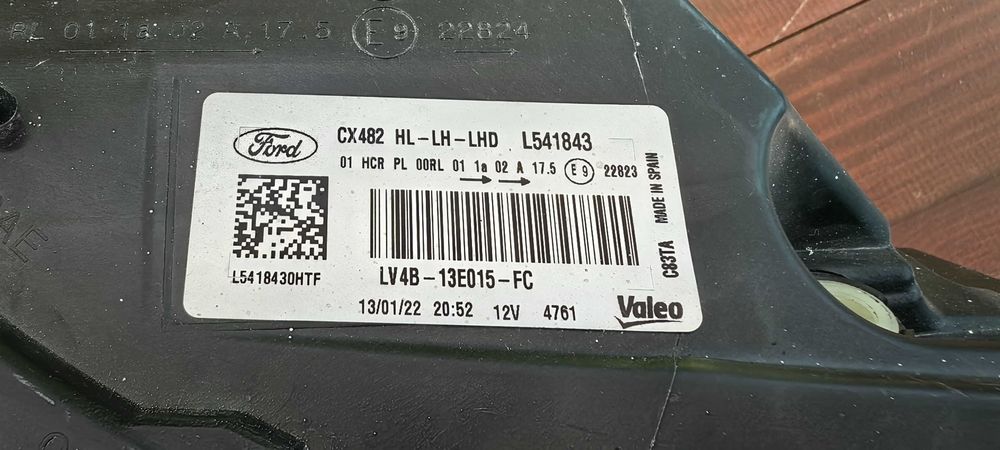 RL 01 1a 02 A 17.5 E9 22824
Ford CX482 HL-LH-LHD L541843
01 HCR PL 00RL 01 1a 02 A 17.5 E9 22823
MADE IN SPAIN
C83TA
L5418430HTF
LV4B-13E015-FC
13/01/22 20:52 12V 4761
Valeo